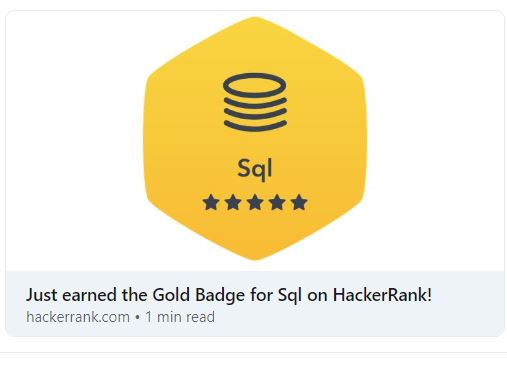 Sql
Just earned the Gold Badge for Sql on HackerRank!
hackerrank.com • 1 min read